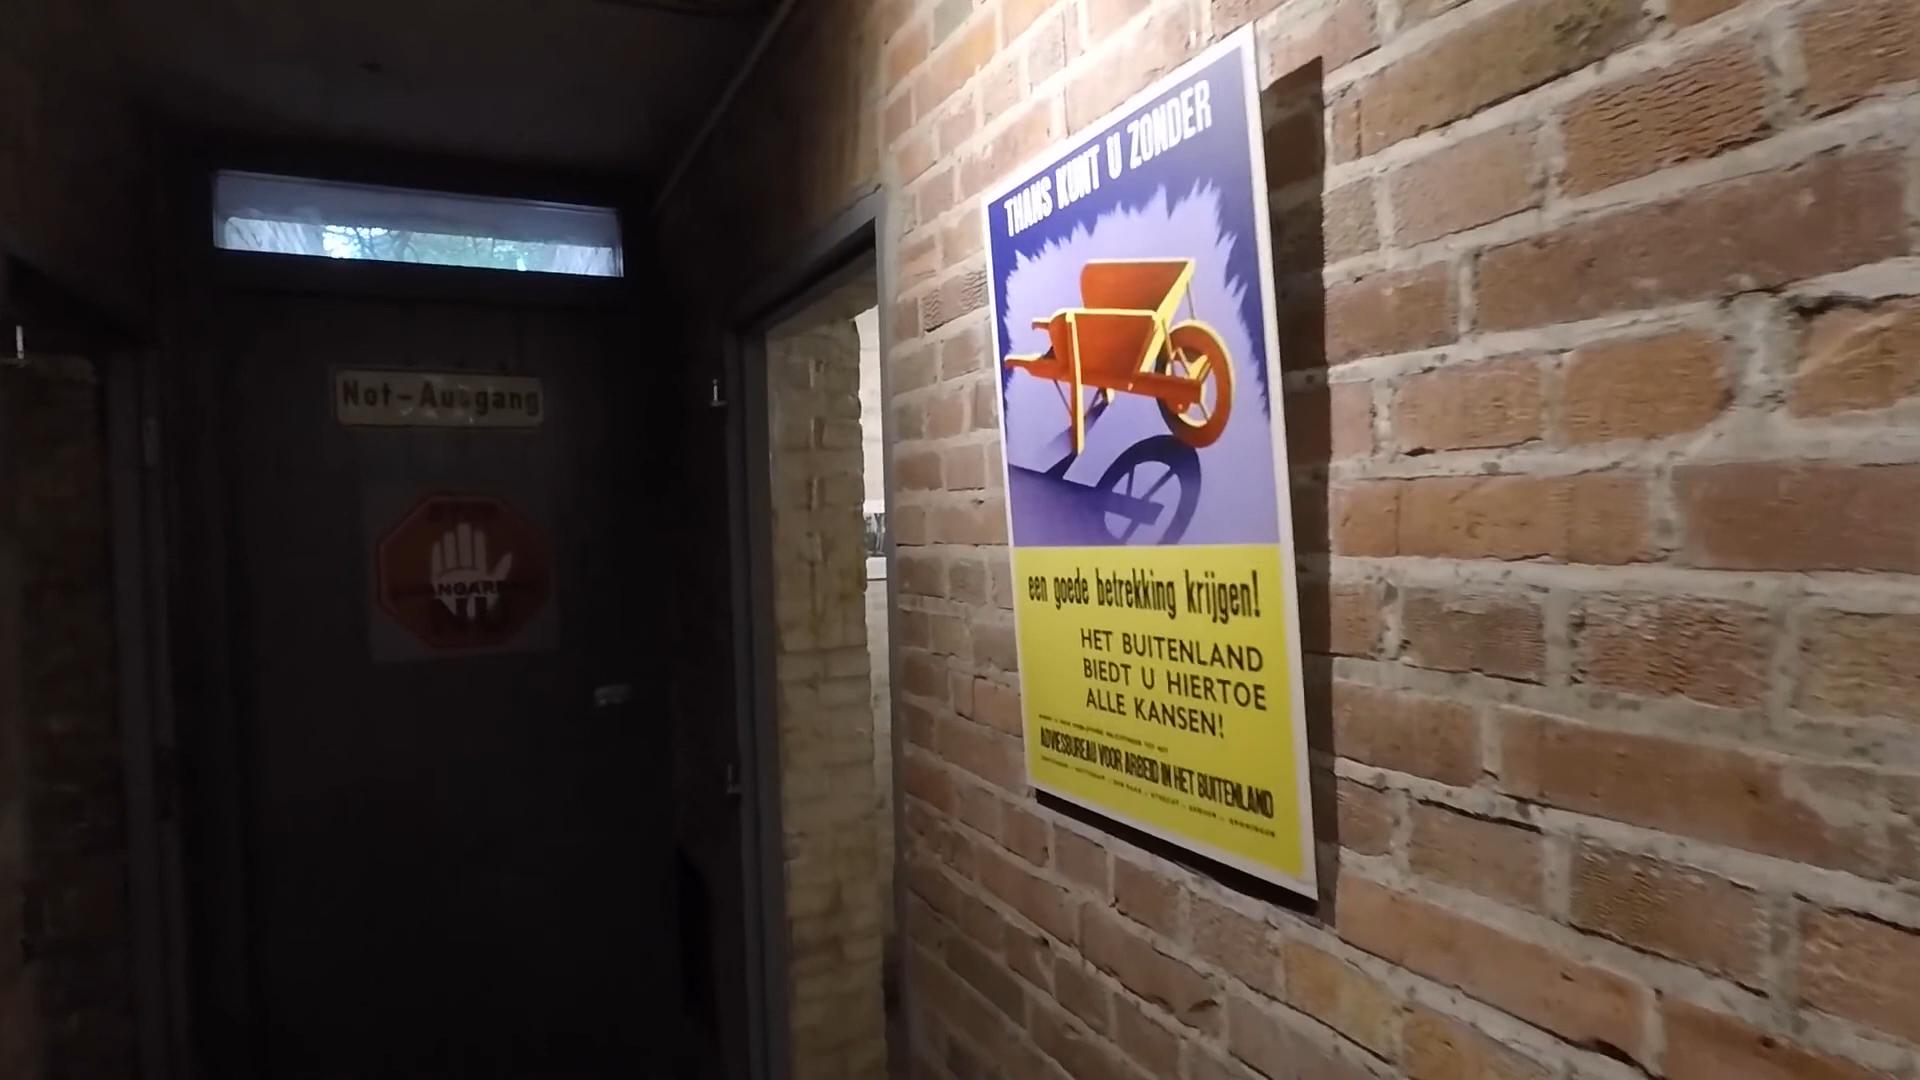 Not-Ausgang
THANS KUNT U ZONDER
een goede betrekking krijgen!
HET BUITENLAND
BIEDT U HIERTOE
ALLE KANSEN!
ADVIESBUREAU VOOR ARBEID IN HET BUITENLAND